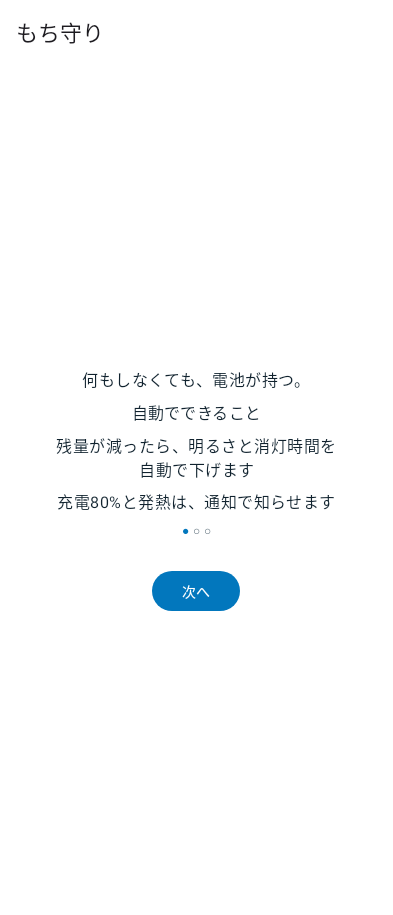 もち守り
何もしなくても、電池が持つ。
自動でできること
残量が減ったら、明るさと消灯時間を
自動で下げます
充電80%と発熱は、通知で知らせます
次へ